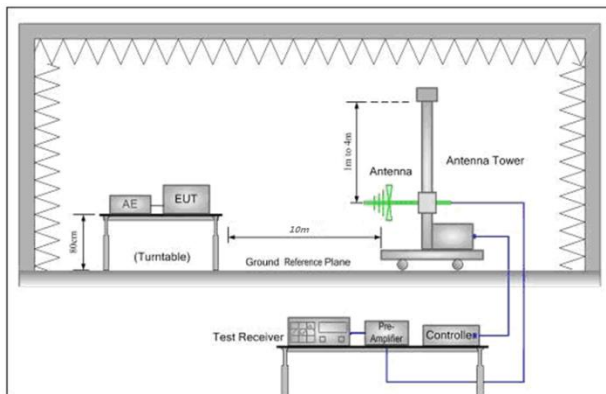 1m to 4m
Antenna
Antenna Tower
AE
EUT
80cm
(Turntable)
10m
Ground Reference Plane
Test Receiver
Pre-
Amplifier
Controller